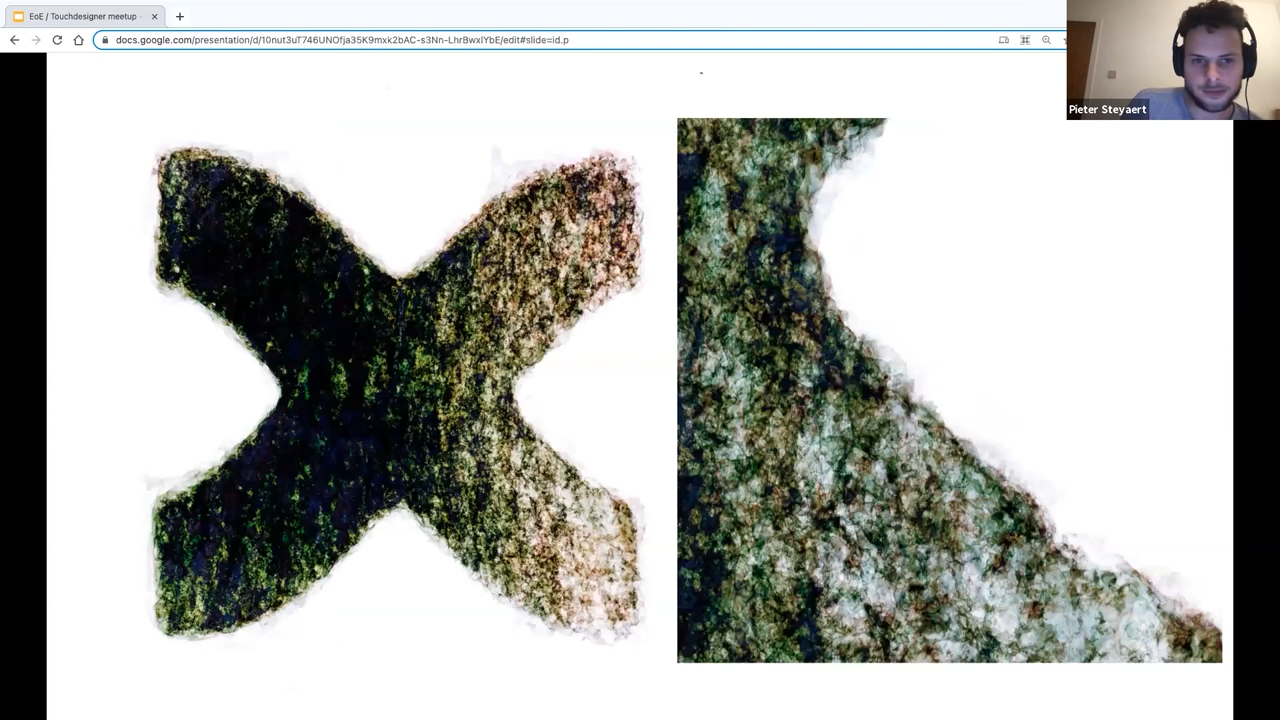 EoE / Touchdesigner meetup
docs.google.com/presentation/d/10nut3uT746UNOfja35K9mxk2bAC-s3Nn-LhrBwxlYbE/edit#slide=id.p
Pieter Steyaert